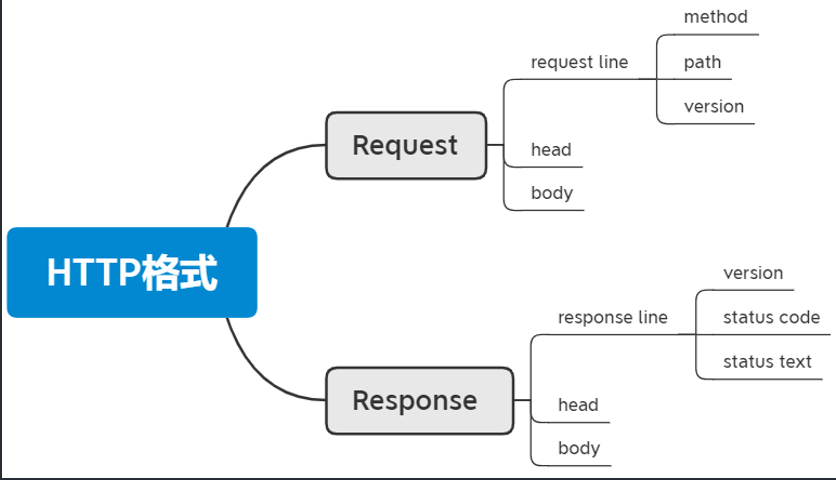 HTTP格式
Request
request line
method
path
version
head
body
Response
response line
version
status code
status text
head
body